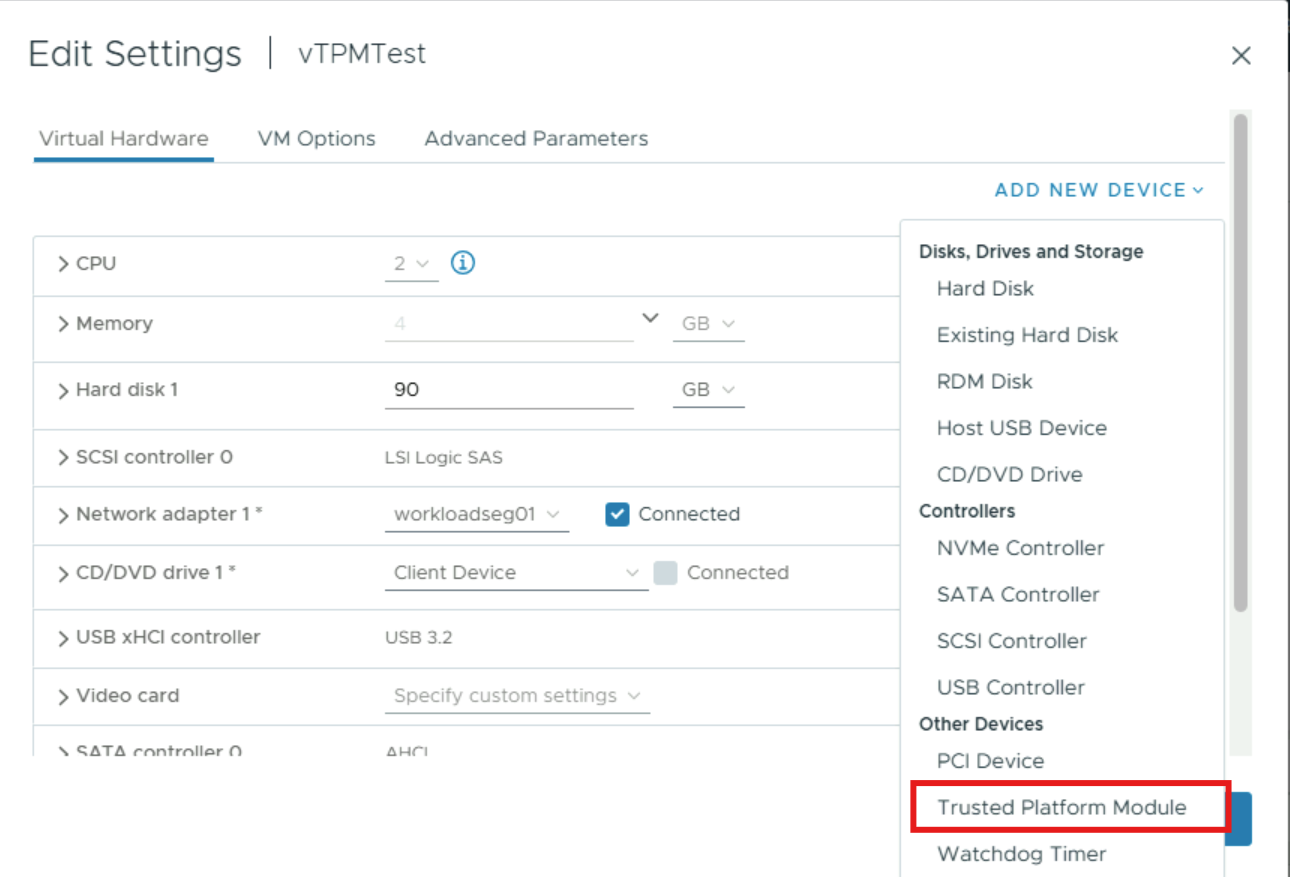 Edit Settings | vTPMTest
Virtual Hardware VM Options Advanced Parameters
ADD NEW DEVICE
CPU 2
Memory 4 GB
Hard disk 1 90 GB
SCSI controller 0 LSI Logic SAS
Network adapter 1 * workloadseg01 Connected
CD/DVD drive 1 * Client Device Connected
USB xHCI controller USB 3.2
Video card Specify custom settings
SATA controller 0 AHCI
Disks, Drives and Storage
Hard Disk
Existing Hard Disk
RDM Disk
Host USB Device
CD/DVD Drive
Controllers
NVMe Controller
SATA Controller
SCSI Controller
USB Controller
Other Devices
PCI Device
Trusted Platform Module
Watchdog Timer